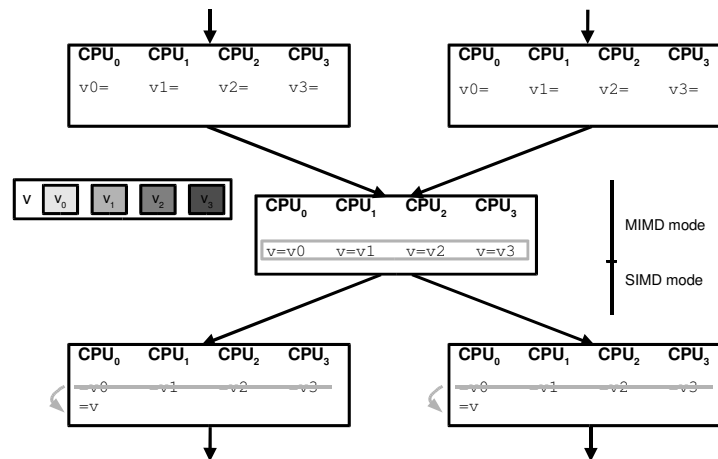 CPU0 CPU1 CPU2 CPU3 CPU0 CPU1 CPU2 CPU3
v0= v1= v2= v3= v0= v1= v2= v3=
v v0 v1 v2 v3
CPU0 CPU1 CPU2 CPU3
v=v0 v=v1 v=v2 v=v3
MIMD mode
SIMD mode
CPU0 CPU1 CPU2 CPU3 CPU0 CPU1 CPU2 CPU3
=v0 =v1 =v2 =v3 =v0 =v1 =v2 =v3
=v =v